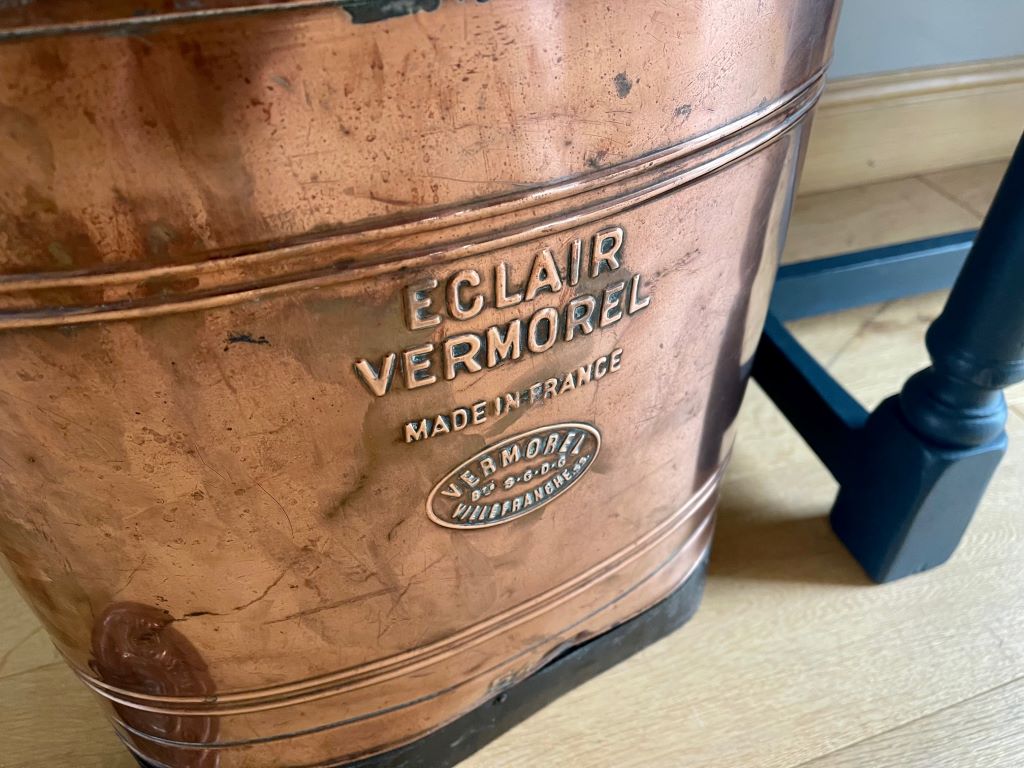 ECLAIR
VERMOREL
MADE IN FRANCE
VERMOREL
BTÉ S.G.D.G
VILLEFRANCHE